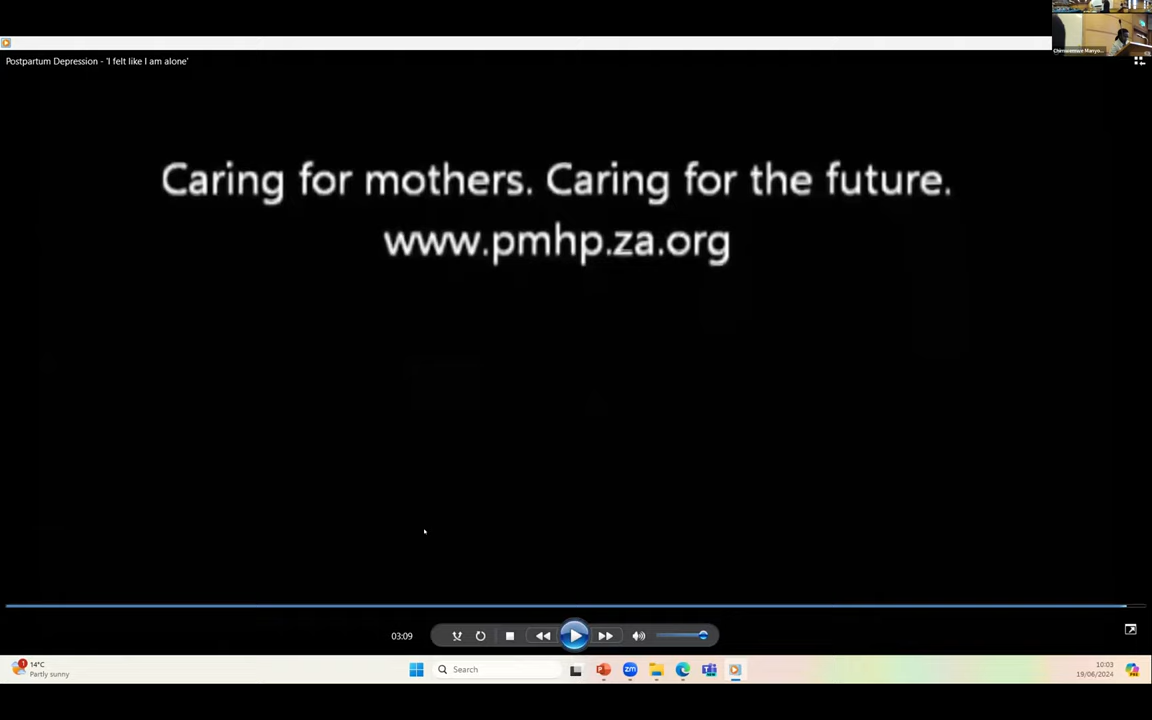 Postpartum Depression - 'I felt like I am alone'
Caring for mothers. Caring for the future.
www.pmhp.za.org
03:09
1
14°C
Partly sunny
Search
10:03
19/06/2024